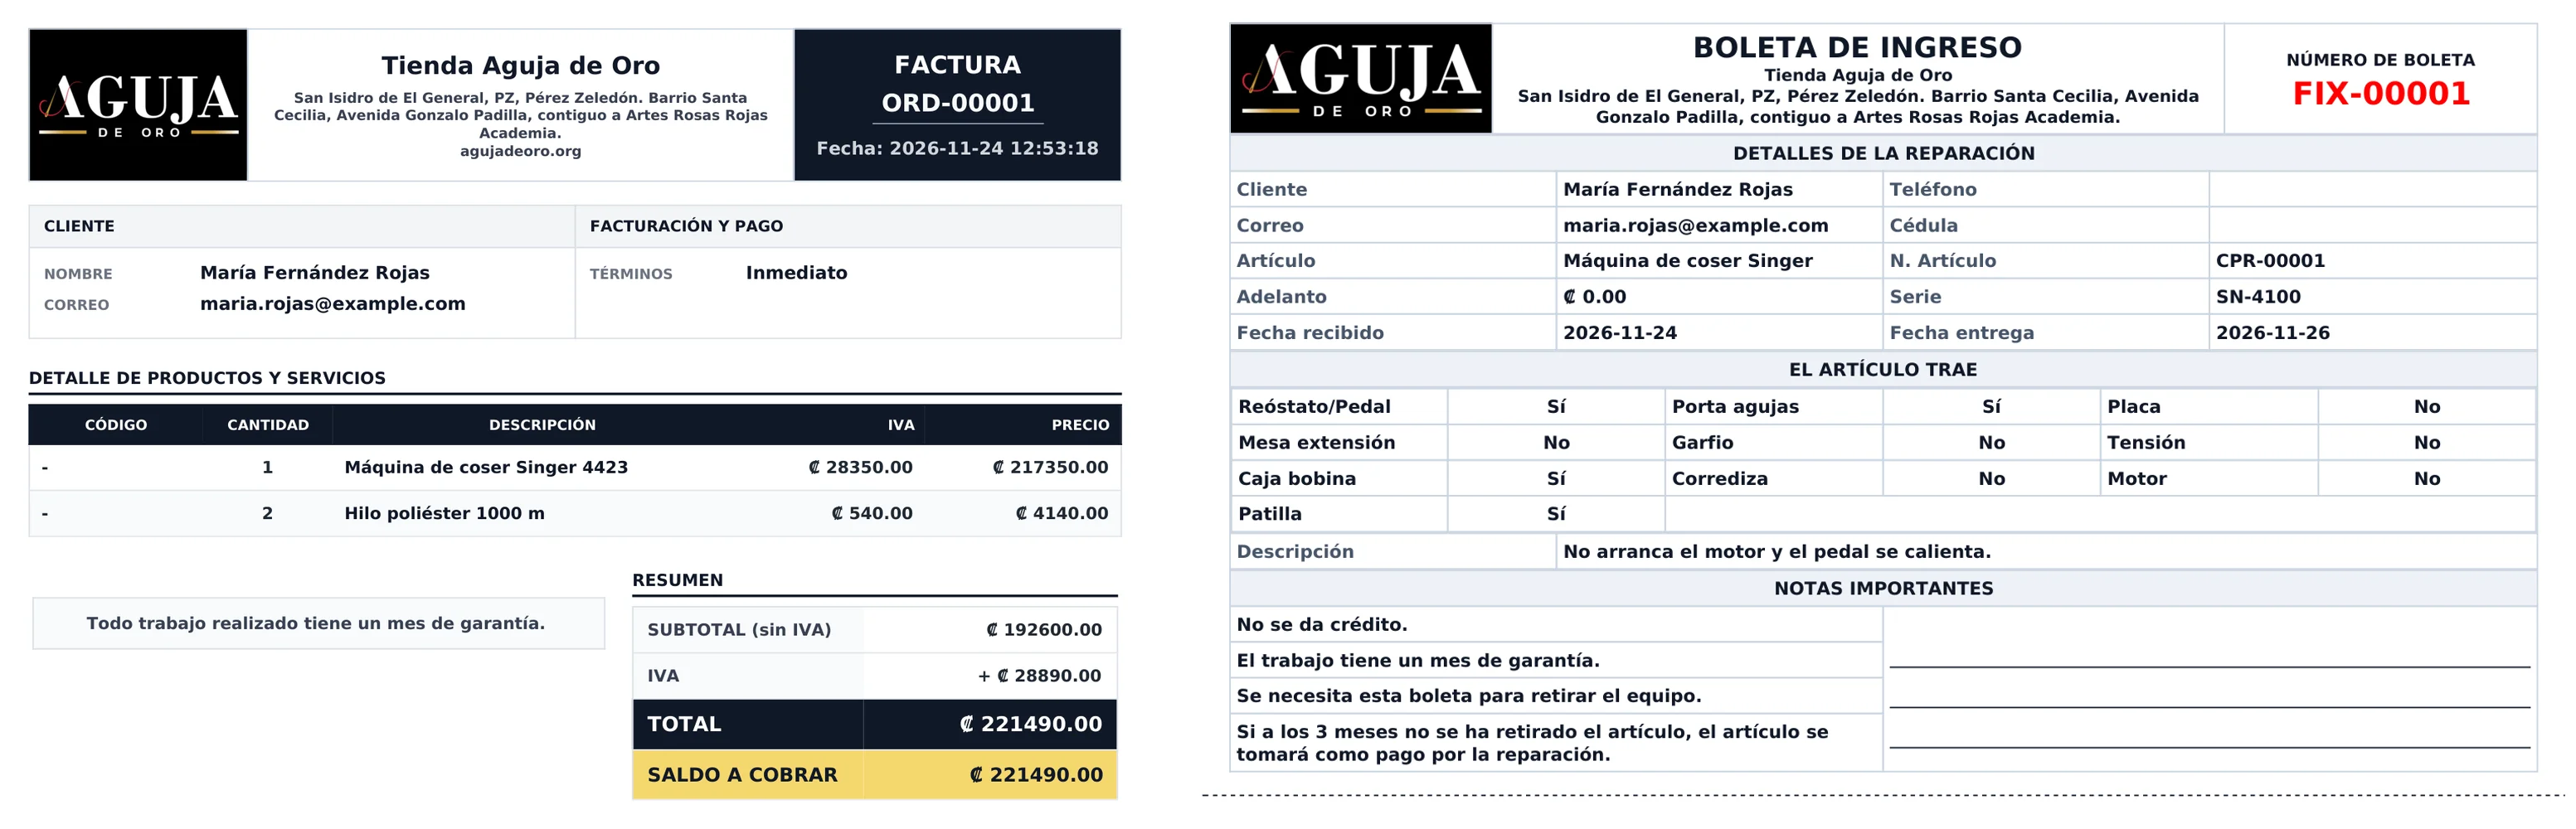 AGUJA
DE ORO
Tienda Aguja de Oro
San Isidro de El General, PZ, Pérez Zeledón. Barrio Santa
Cecilia, Avenida Gonzalo Padilla, contiguo a Artes Rosas Rojas
Academia.
agujadeoro.org
FACTURA
ORD-00001
Fecha: 2026-11-24 12:53:18
CLIENTE
FACTURACIÓN Y PAGO
NOMBRE María Fernández Rojas
CORREO maria.rojas@example.com
TÉRMINOS Inmediato
DETALLE DE PRODUCTOS Y SERVICIOS
CÓDIGO CANTIDAD DESCRIPCIÓN IVA PRECIO
- 1 Máquina de coser Singer 4423 ₡ 28350.00 ₡ 217350.00
- 2 Hilo poliéster 1000 m ₡ 540.00 ₡ 4140.00
Todo trabajo realizado tiene un mes de garantía.
RESUMEN
SUBTOTAL (sin IVA) ₡ 192600.00
IVA + ₡ 28890.00
TOTAL ₡ 221490.00
SALDO A COBRAR ₡ 221490.00
AGUJA
DE ORO
BOLETA DE INGRESO
Tienda Aguja de Oro
San Isidro de El General, PZ, Pérez Zeledón. Barrio Santa Cecilia, Avenida
Gonzalo Padilla, contiguo a Artes Rosas Rojas Academia.
NÚMERO DE BOLETA
FIX-00001
DETALLES DE LA REPARACIÓN
Cliente María Fernández Rojas Teléfono
Correo maria.rojas@example.com Cédula
Artículo Máquina de coser Singer N. Artículo CPR-00001
Adelanto ₡ 0.00 Serie SN-4100
Fecha recibido 2026-11-24 Fecha entrega 2026-11-26
EL ARTÍCULO TRAE
Reóstato/Pedal Sí Porta agujas Sí Placa No
Mesa extensión No Garfio No Tensión No
Caja bobina Sí Corrediza No Motor No
Patilla Sí
Descripción No arranca el motor y el pedal se calienta.
NOTAS IMPORTANTES
No se da crédito.
El trabajo tiene un mes de garantía.
Se necesita esta boleta para retirar el equipo.
Si a los 3 meses no se ha retirado el artículo, el artículo se
tomará como pago por la reparación.